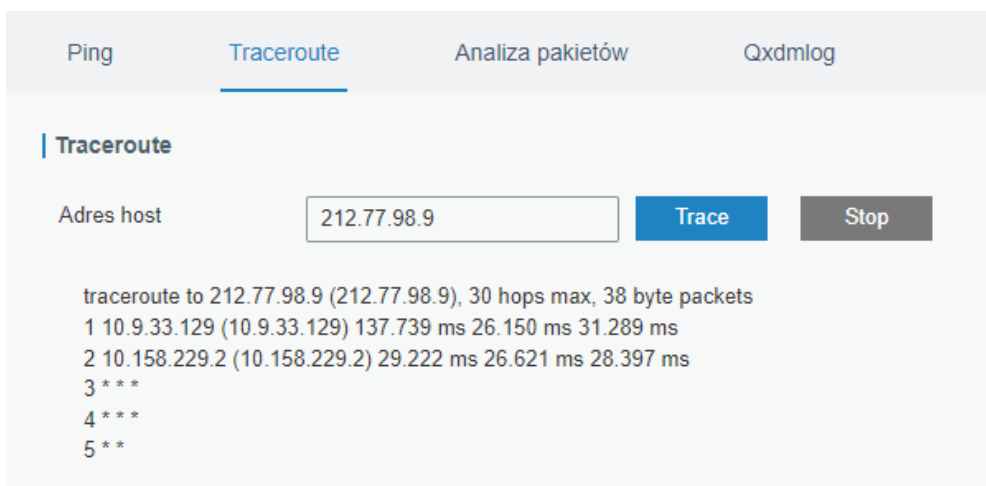 Ping Traceroute Analiza pakietów Qxdmlog
Traceroute
Adres host 212.77.98.9 Trace Stop
traceroute to 212.77.98.9 (212.77.98.9), 30 hops max, 38 byte packets
1 10.9.33.129 (10.9.33.129) 137.739 ms 26.150 ms 31.289 ms
2 10.158.229.2 (10.158.229.2) 29.222 ms 26.621 ms 28.397 ms
3 * * *
4 * * *
5 * *